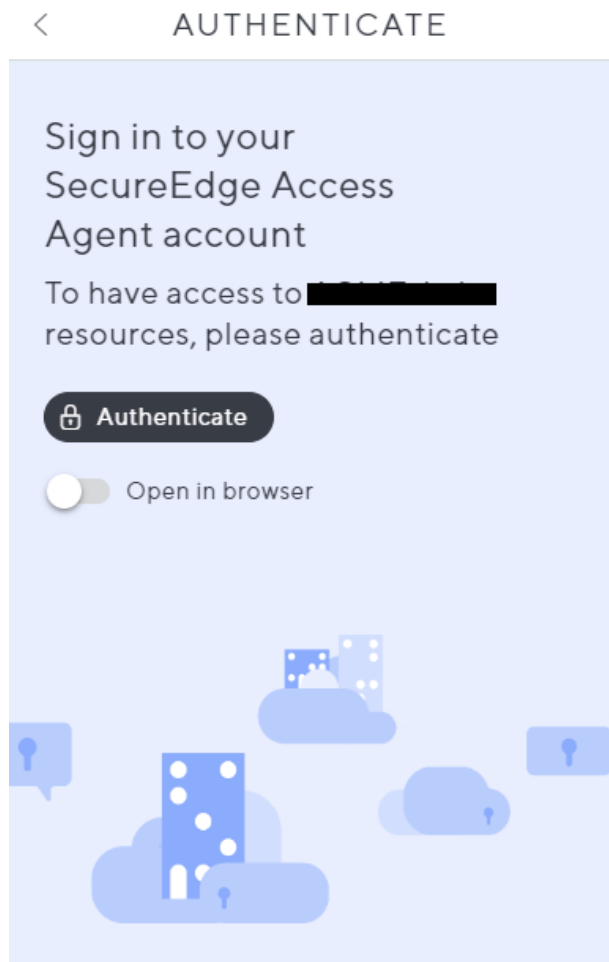 AUTHENTICATE
Sign in to your
SecureEdge Access
Agent account
To have access to
resources, please authenticate
Authenticate
Open in browser